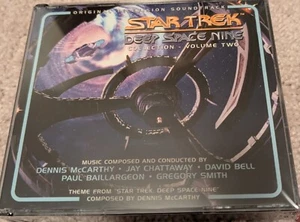 ORIGINAL TELEVISION SOUNDTRACK
STAR TREK
DEEP SPACE NINE
COLLECTION - VOLUME TWO
MUSIC COMPOSED AND CONDUCTED BY
DENNIS McCARTHY • JAY CHATTAWAY • DAVID BELL
PAUL BAILLARGEON • GREGORY SMITH
THEME FROM "STAR TREK: DEEP SPACE NINE"
COMPOSED BY DENNIS McCARTHY